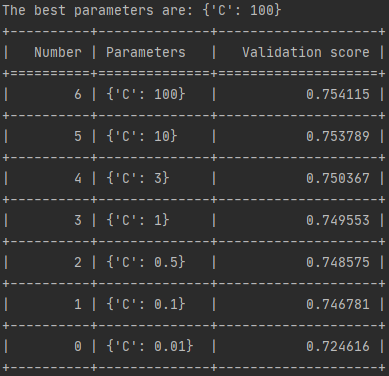 The best parameters are: {'C': 100}
+----------+--------------+--------------------+
|   Number | Parameters   |   Validation score |
+==========+==============+====================+
|        6 | {'C': 100}   |           0.754115 |
+----------+--------------+--------------------+
|        5 | {'C': 10}    |           0.753789 |
+----------+--------------+--------------------+
|        4 | {'C': 3}     |           0.750367 |
+----------+--------------+--------------------+
|        3 | {'C': 1}     |           0.749553 |
+----------+--------------+--------------------+
|        2 | {'C': 0.5}   |           0.748575 |
+----------+--------------+--------------------+
|        1 | {'C': 0.1}   |           0.746781 |
+----------+--------------+--------------------+
|        0 | {'C': 0.01}  |           0.724616 |
+----------+--------------+--------------------+